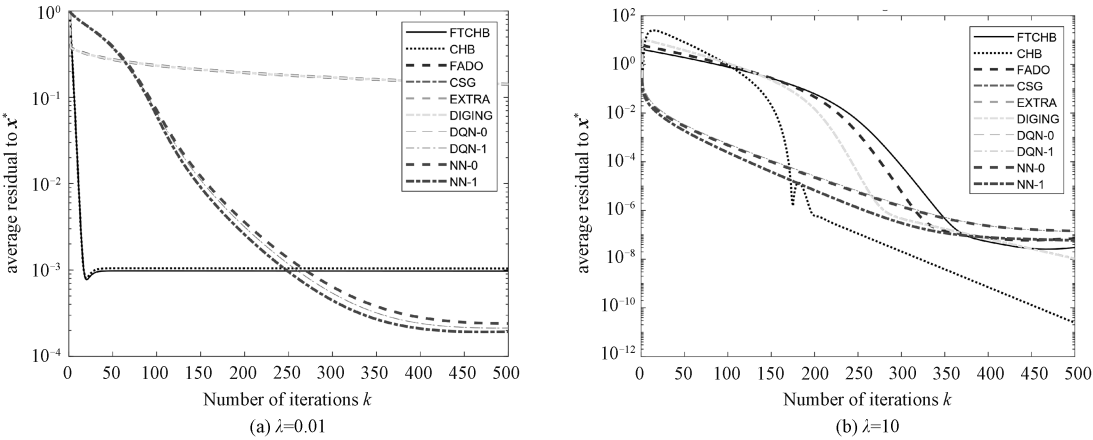 10^0
10^−1
10^−2
10^−3
10^−4
average residual to x*
0 50 100 150 200 250 300 350 400 450 500
Number of iterations k
FTCHB
CHB
FADO
CSG
EXTRA
DIGING
DQN-0
DQN-1
NN-0
NN-1
(a) λ=0.01
10^2
10^0
10^−2
10^−4
10^−6
10^−8
10^−10
10^−12
average residual to x*
0 50 100 150 200 250 300 350 400 450 500
Number of iterations k
FTCHB
CHB
FADO
CSG
EXTRA
DIGING
DQN-0
DQN-1
NN-0
NN-1
(b) λ=10